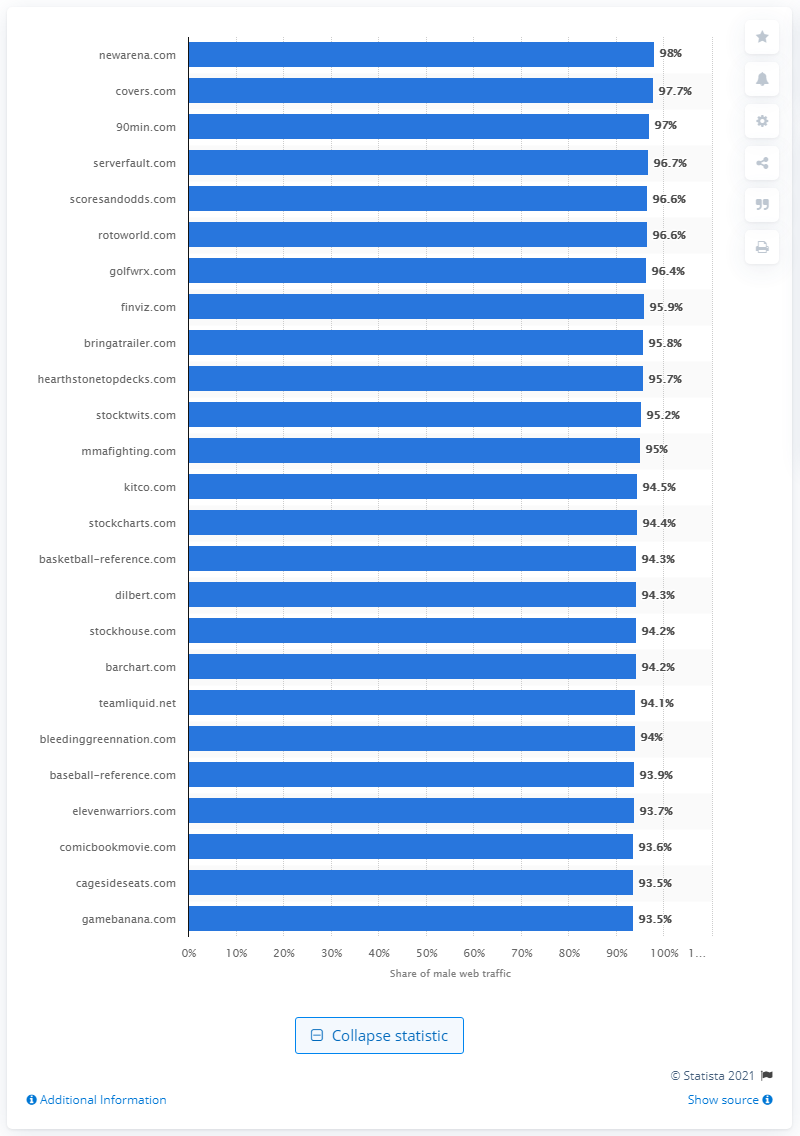 newarena.com 98%
covers.com 97.7%
90min.com 97%
serverfault.com 96.7%
scoresandodds.com 96.6%
rotoworld.com 96.6%
golfwrx.com 96.4%
finviz.com 95.9%
bringatrailer.com 95.8%
hearthstonetopdecks.com 95.7%
stocktwits.com 95.2%
mmafighting.com 95%
kitco.com 94.5%
stockcharts.com 94.4%
basketball-reference.com 94.3%
dilbert.com 94.3%
stockhouse.com 94.2%
barchart.com 94.2%
teamliquid.net 94.1%
bleedinggreennation.com 94%
baseball-reference.com 93.9%
elevenwarriors.com 93.7%
comicbookmovie.com 93.6%
cagesideseats.com 93.5%
gamebanana.com 93.5%
0% 10% 20% 30% 40% 50% 60% 70% 80% 90% 100% 1...
Share of male web traffic
Collapse statistic
© Statista 2021
Additional Information Show source